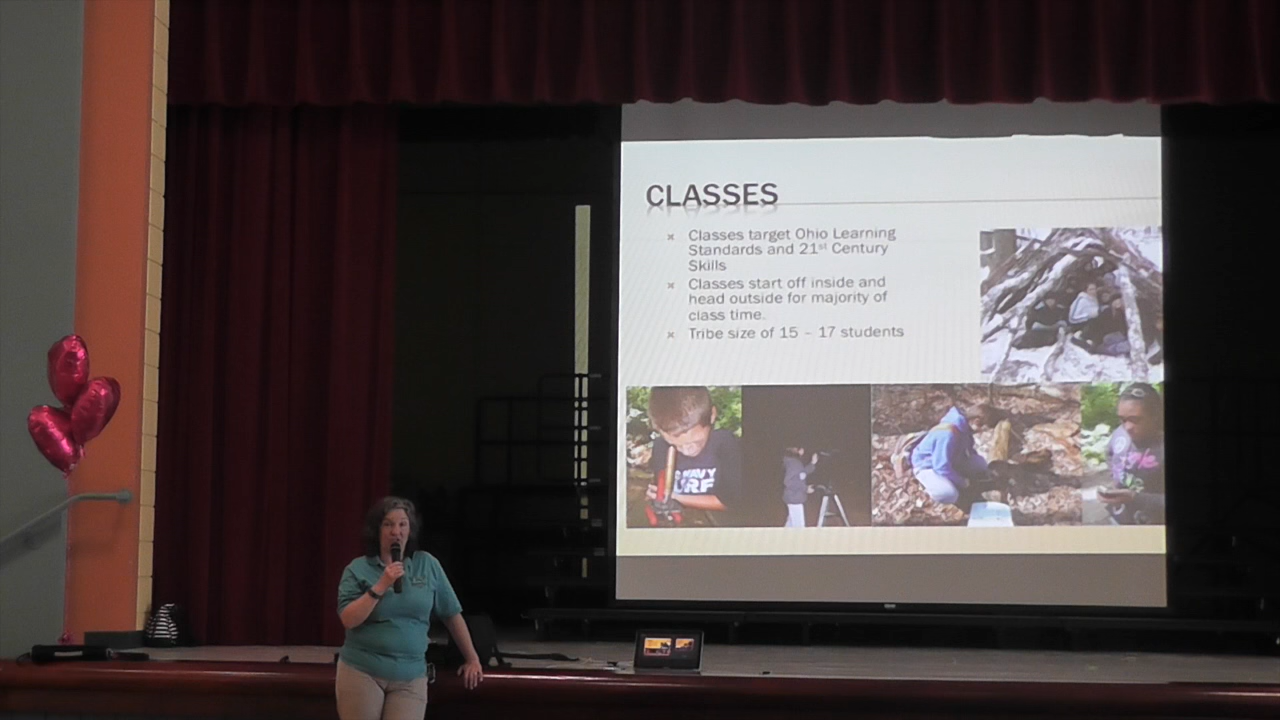 CLASSES
Classes target Ohio Learning
Standards and 21st Century
Skills
Classes start off inside and
head outside for majority of
class time.
Tribe size of 15 – 17 students